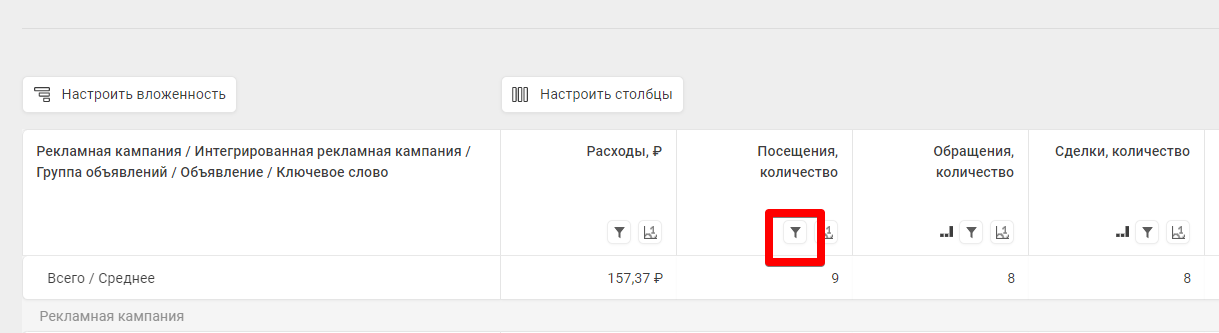 Настроить вложенность
Настроить столбцы
Рекламная кампания / Интегрированная рекламная кампания /
Группа объявлений / Объявление / Ключевое слово
Расходы, ₽
Посещения,
количество
Обращения,
количество
Сделки, количество
Всего / Среднее
157,37 ₽
9
8
8
Рекламная кампания